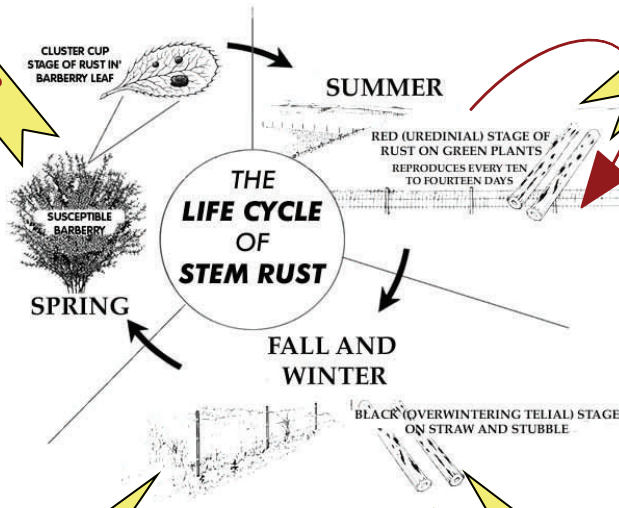 CLUSTER CUP
STAGE OF RUST IN'
BARBERRY LEAF
SUMMER
RED (UREDINIAL) STAGE OF
RUST ON GREEN PLANTS
REPRODUCES EVERY TEN
TO FOURTEEN DAYS
THE
LIFE CYCLE
OF
STEM RUST
SUSCEPTIBLE
BARBERRY
SPRING
FALL AND
WINTER
BLACK (OVERWINTERING TELIAL) STAGE
ON STRAW AND STUBBLE